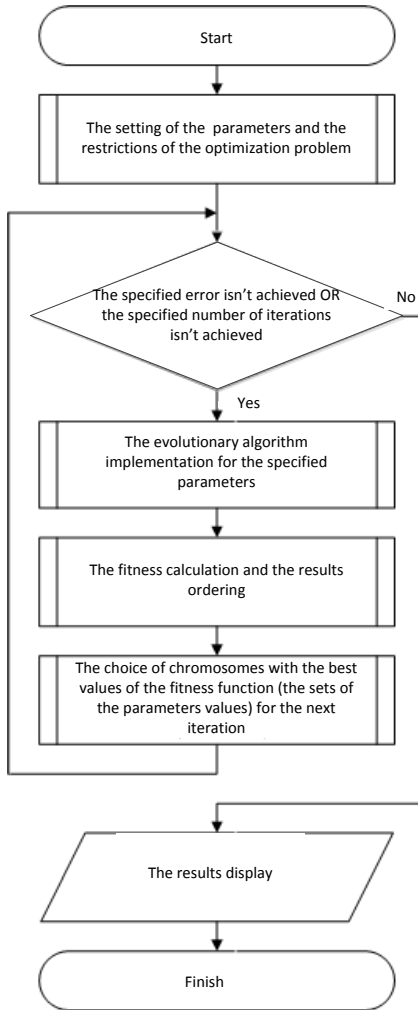 Start
The setting of the parameters and the
restrictions of the optimization problem
The specified error isn't achieved OR
the specified number of iterations
isn't achieved
No
Yes
The evolutionary algorithm
implementation for the specified
parameters
The fitness calculation and the results
ordering
The choice of chromosomes with the best
values of the fitness function (the sets of
the parameters values) for the next
iteration
The results display
Finish